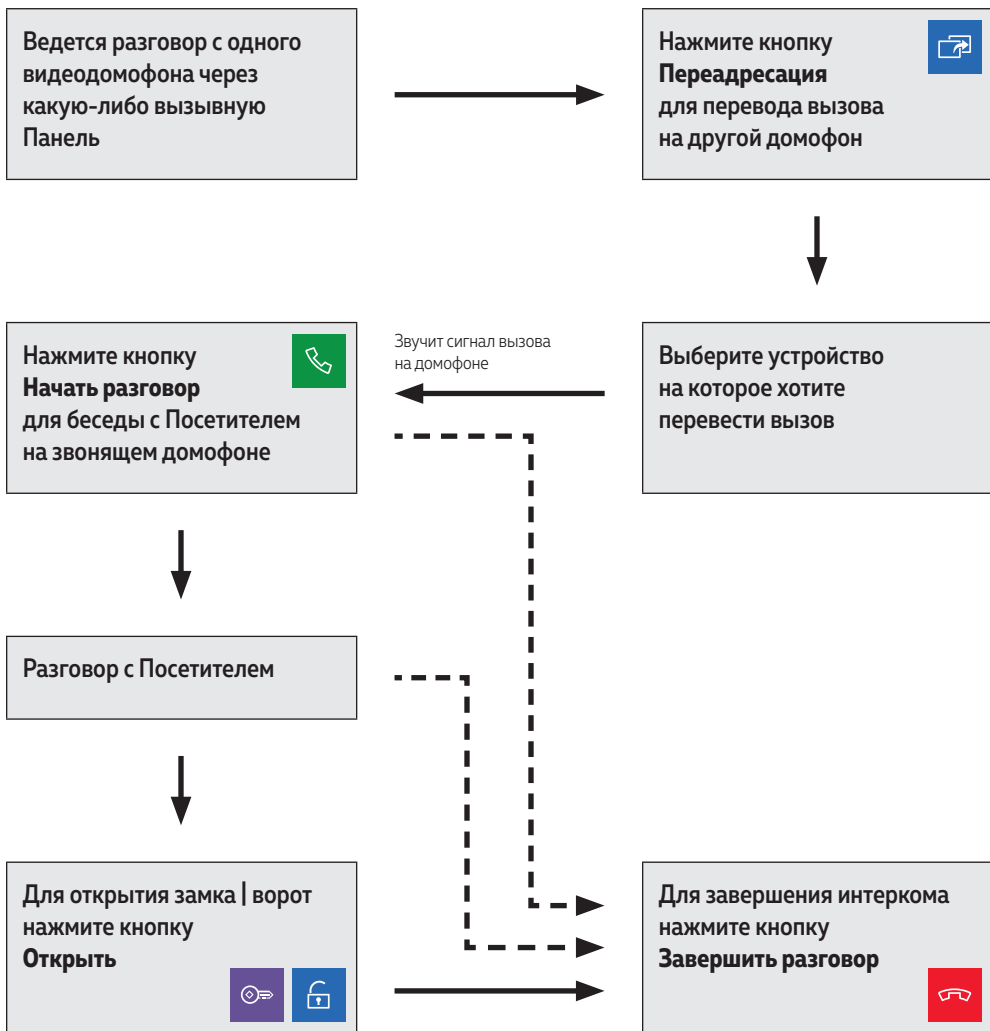 Ведется разговор с одного
видеодомофона через
какую-либо вызывную
Панель
Нажмите кнопку
Переадресация
для перевода вызова
на другой домофон
Выберите устройство
на которое хотите
перевести вызов
Звучит сигнал вызова
на домофоне
Нажмите кнопку
Начать разговор
для беседы с Посетителем
на звонящем домофоне
Разговор с Посетителем
Для открытия замка | ворот
нажмите кнопку
Открыть
Для завершения интеркома
нажмите кнопку
Завершить разговор